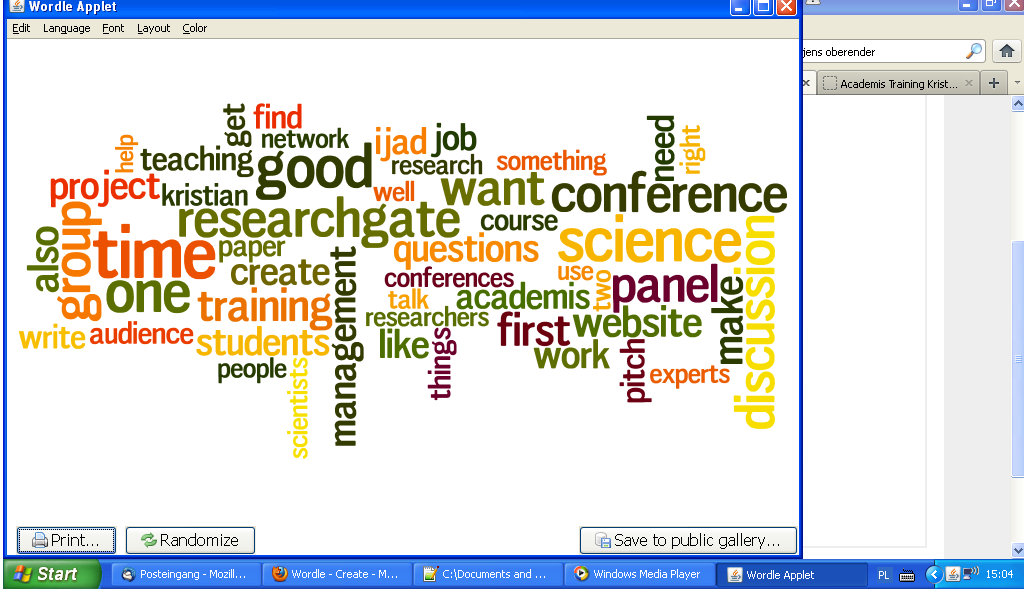 Wordle Applet
Edit Language Font Layout Color
jens oberender
Academis Training Krist...
get
find
network
help
teaching
good
ijad
job
research
something
need
right
project
kristian
well
want
conference
researchgate
course
also
group
time
paper
create
questions
science
discussion
conferences
use
two
panel
one
training
management
talk
academis
make
researchers
first
website
write
audience
students
like
things
work
pitch
people
scientists
experts
Print...
Randomize
Save to public gallery...
Start
Posteingang - Mozill...
Wordle - Create - M...
C:\Documents and ...
Windows Media Player
Wordle Applet
PL
15:04